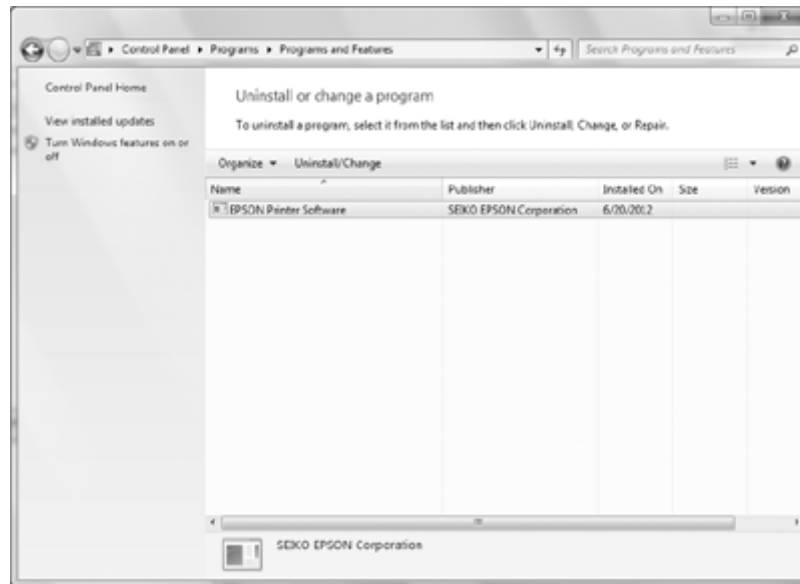 Control Panel ▸ Programs ▸ Programs and Features
Search Programs and Features
Control Panel Home
View installed updates
Turn Windows features on or
off
Uninstall or change a program
To uninstall a program, select it from the list and then click Uninstall, Change, or Repair.
Organize Uninstall/Change
Name Publisher Installed On Size Version
EPSON Printer Software SEIKO EPSON Corporation 6/20/2012
SEIKO EPSON Corporation